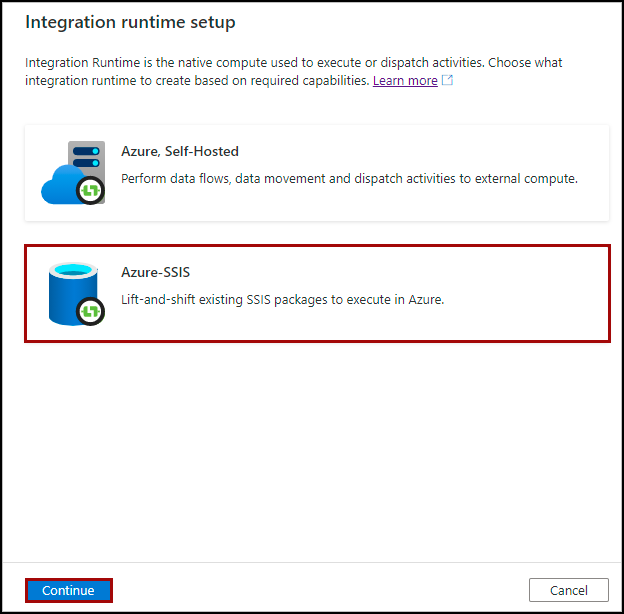 Integration runtime setup
Integration Runtime is the native compute used to execute or dispatch activities. Choose what
integration runtime to create based on required capabilities. Learn more
Azure, Self-Hosted
Perform data flows, data movement and dispatch activities to external compute.
Azure-SSIS
Lift-and-shift existing SSIS packages to execute in Azure.
Continue
Cancel